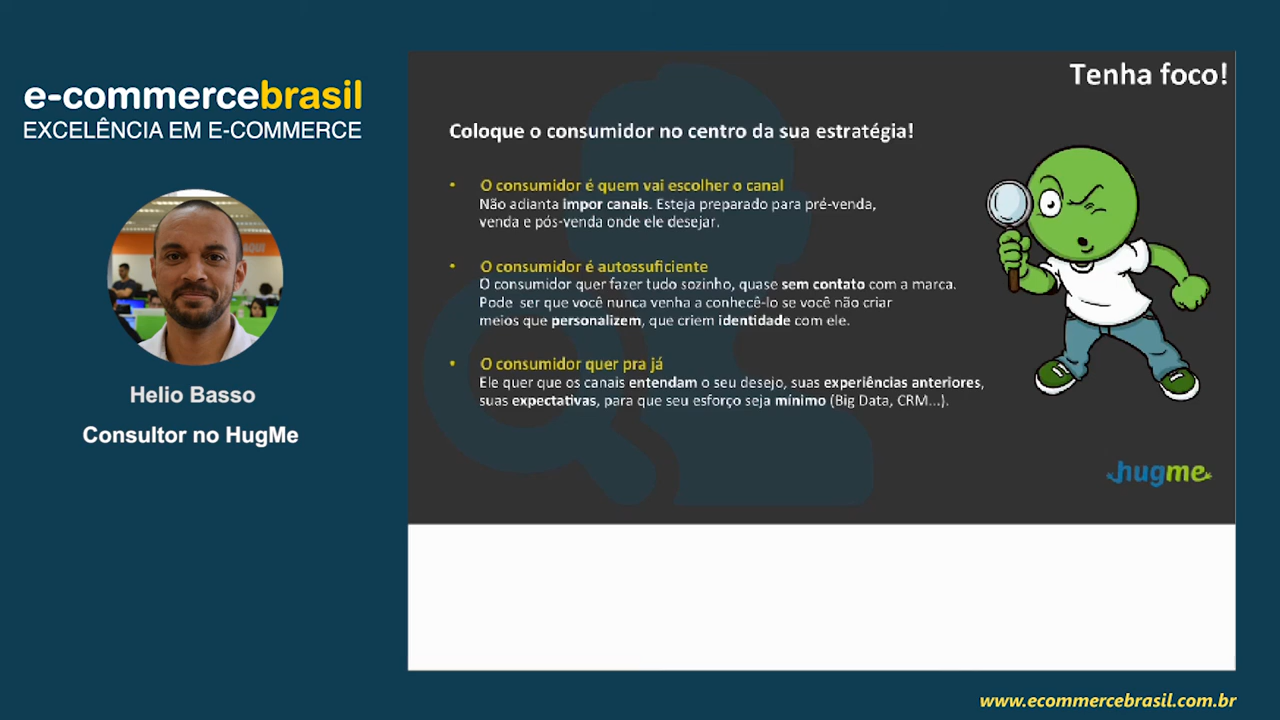 e-commercebrasil
EXCELÊNCIA EM E-COMMERCE
Helio Basso
Consultor no HugMe
Tenha foco!
Coloque o consumidor no centro da sua estratégia!
• O consumidor é quem vai escolher o canal
Não adianta impor canais. Esteja preparado para pré-venda,
venda e pós-venda onde ele desejar.
• O consumidor é autossuficiente
O consumidor quer fazer tudo sozinho, quase sem contato com a marca.
Pode ser que você nunca venha a conhecê-lo se você não criar
meios que personalizem, que criem identidade com ele.
• O consumidor quer pra já
Ele quer que os canais entendam o seu desejo, suas experiências anteriores,
suas expectativas, para que seu esforço seja mínimo (Big Data, CRM...).
hugme
www.ecommercebrasil.com.br